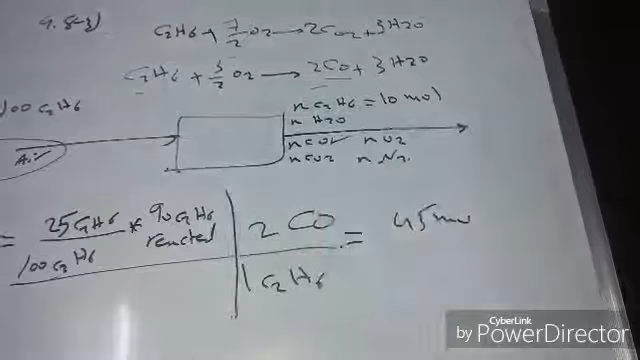 C2H6 + 7/2 O2 → 2CO2 + 3H2O
C2H6 + 5/2 O2 → 2CO + 3H2O
100 C2H6
n C2H6 = 10 mol
n H2O
Air
n CO n O2
n CO2 n N2
= 25 C2H6 / 100 C2H6 * 90 C2H6 reacted | 2 CO / 1 C2H6 = 45 mol
CyberLink
by PowerDirector